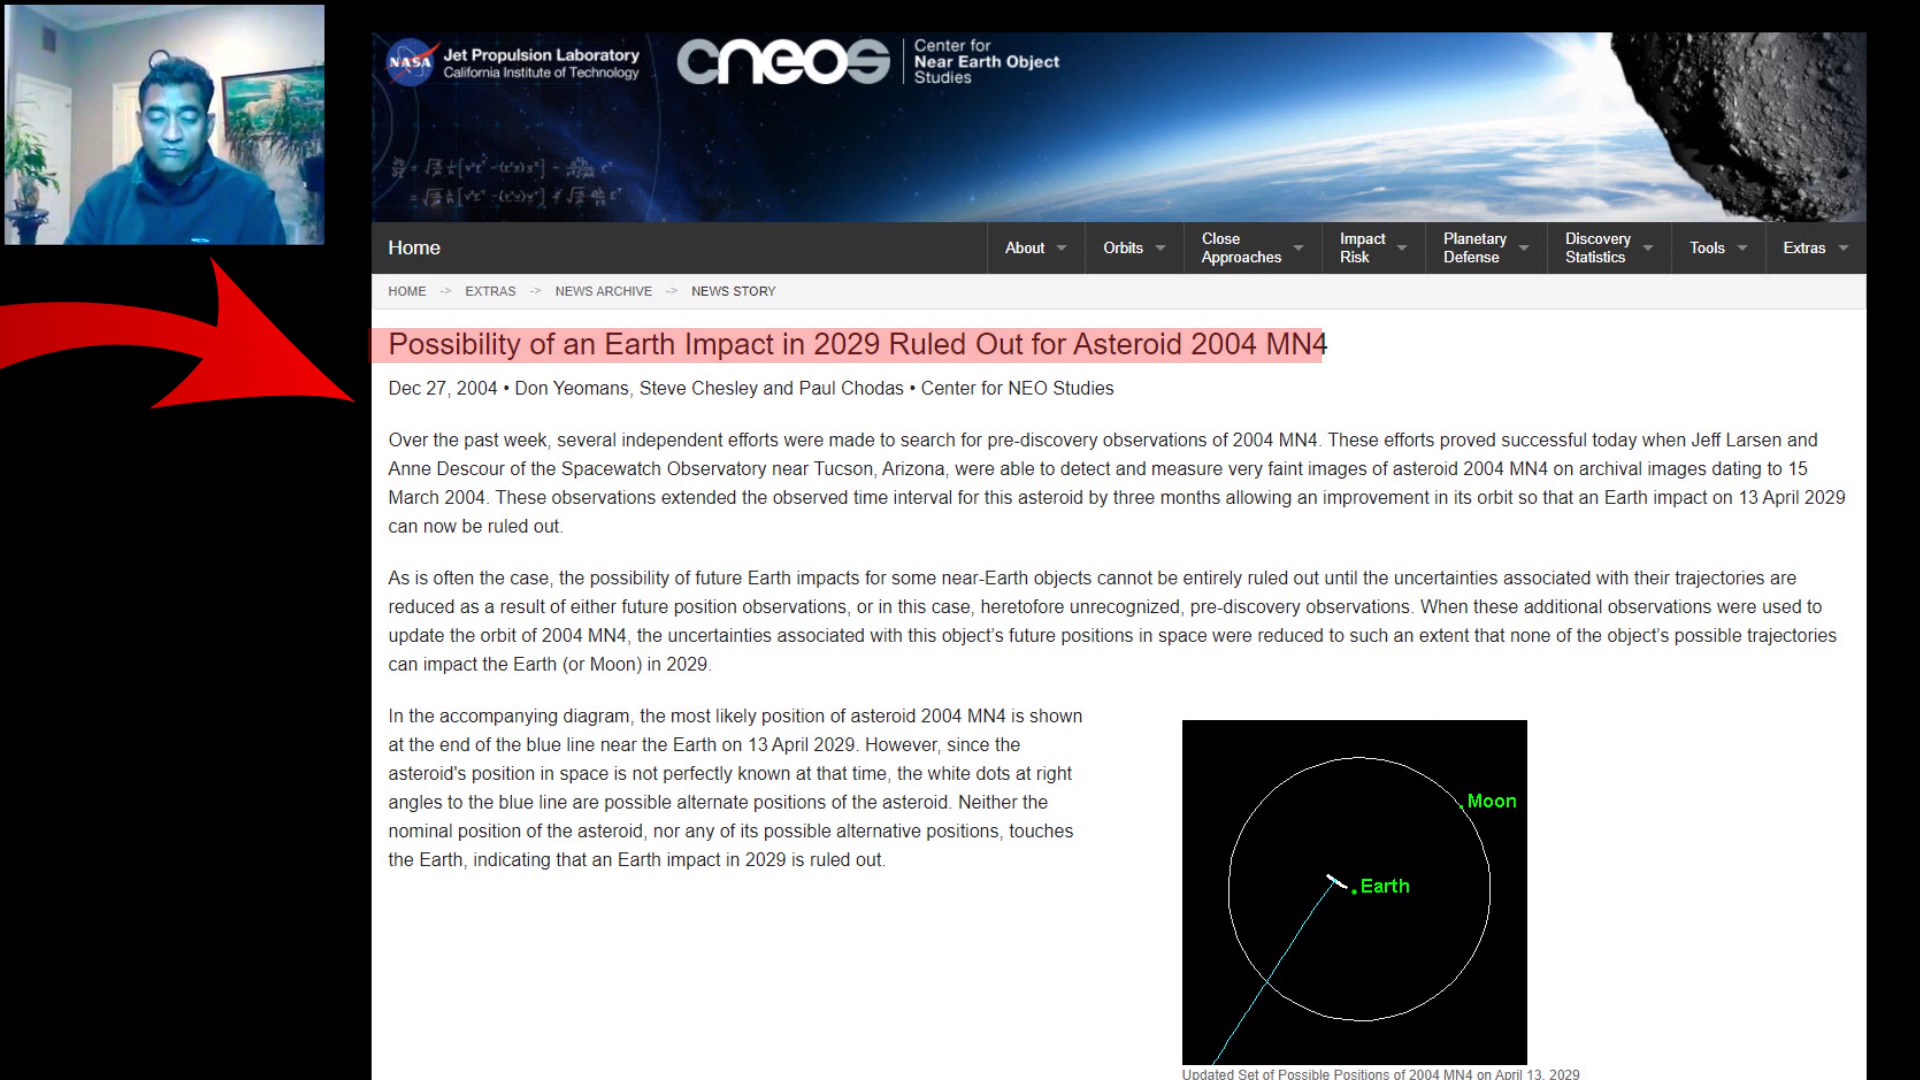 NASA
Jet Propulsion Laboratory
California Institute of Technology
cneos
Center for
Near Earth Object
Studies
Home
About
Orbits
Close
Approaches
Impact
Risk
Planetary
Defense
Discovery
Statistics
Tools
Extras
HOME -> EXTRAS -> NEWS ARCHIVE -> NEWS STORY
Possibility of an Earth Impact in 2029 Ruled Out for Asteroid 2004 MN4
Dec 27, 2004 • Don Yeomans, Steve Chesley and Paul Chodas • Center for NEO Studies
Over the past week, several independent efforts were made to search for pre-discovery observations of 2004 MN4. These efforts proved successful today when Jeff Larsen and
Anne Descour of the Spacewatch Observatory near Tucson, Arizona, were able to detect and measure very faint images of asteroid 2004 MN4 on archival images dating to 15
March 2004. These observations extended the observed time interval for this asteroid by three months allowing an improvement in its orbit so that an Earth impact on 13 April 2029
can now be ruled out.
As is often the case, the possibility of future Earth impacts for some near-Earth objects cannot be entirely ruled out until the uncertainties associated with their trajectories are
reduced as a result of either future position observations, or in this case, heretofore unrecognized, pre-discovery observations. When these additional observations were used to
update the orbit of 2004 MN4, the uncertainties associated with this object's future positions in space were reduced to such an extent that none of the object's possible trajectories
can impact the Earth (or Moon) in 2029.
In the accompanying diagram, the most likely position of asteroid 2004 MN4 is shown
at the end of the blue line near the Earth on 13 April 2029. However, since the
asteroid's position in space is not perfectly known at that time, the white dots at right
angles to the blue line are possible alternate positions of the asteroid. Neither the
nominal position of the asteroid, nor any of its possible alternative positions, touches
the Earth, indicating that an Earth impact in 2029 is ruled out.
Moon
Earth
Updated Set of Possible Positions of 2004 MN4 on April 13, 2029